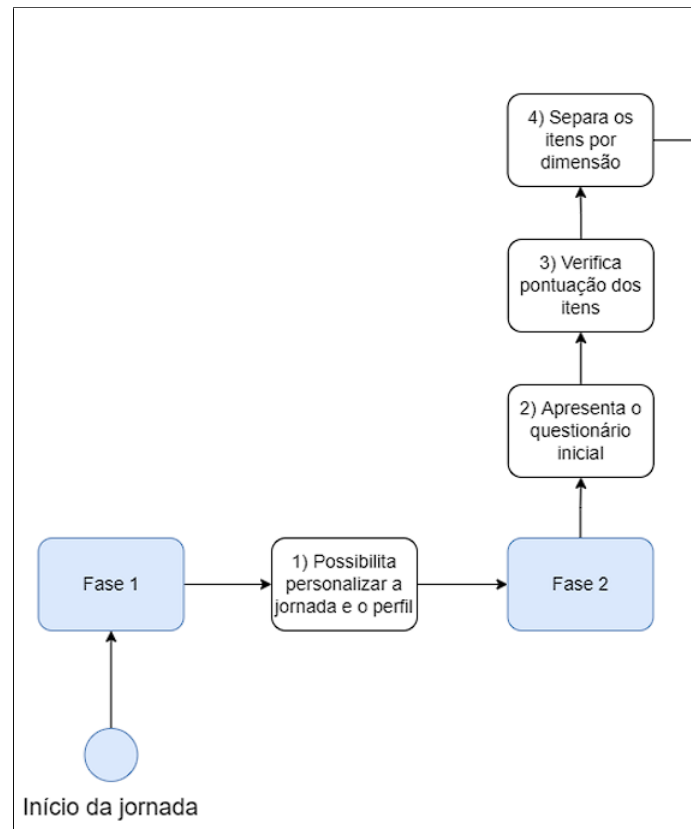 4) Separa os
itens por
dimensão
3) Verifica
pontuação dos
itens
2) Apresenta o
questionário
inicial
Fase 1
1) Possibilita
personalizar a
jornada e o perfil
Fase 2
Início da jornada